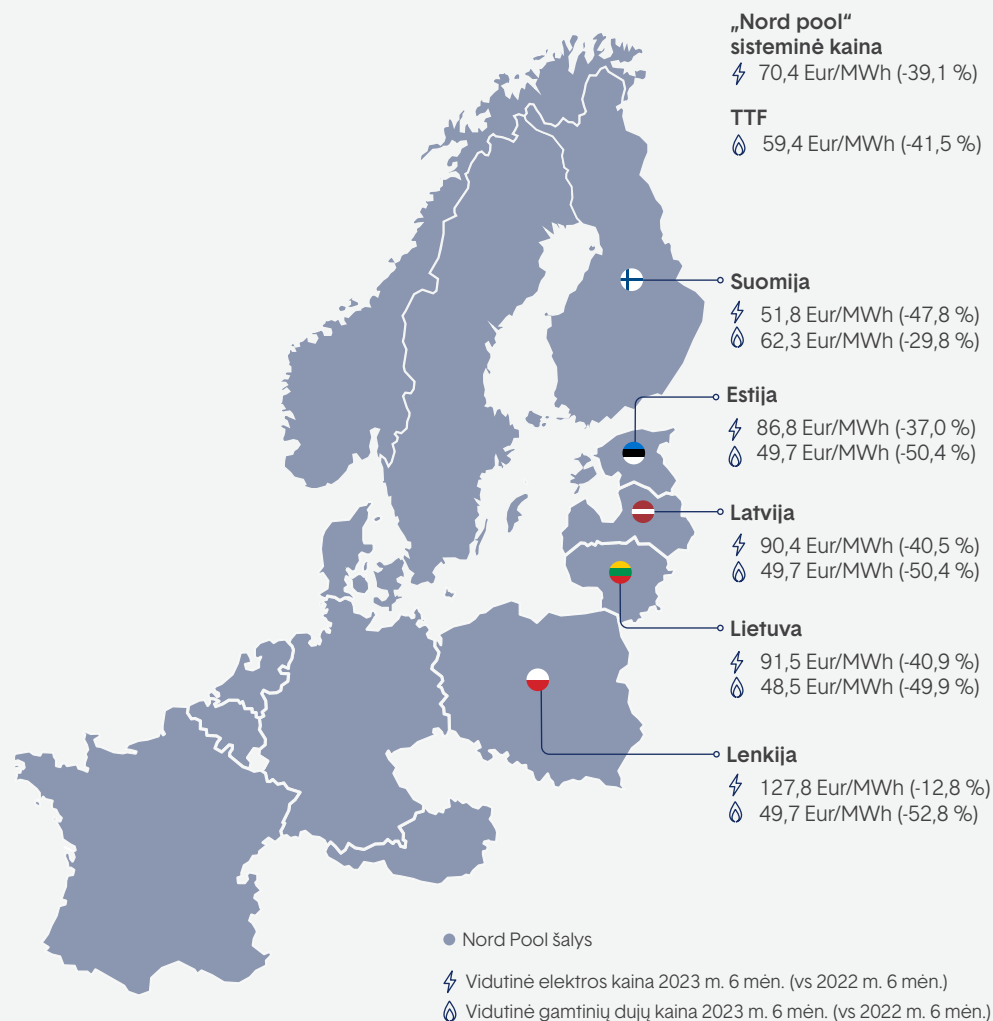 „Nord pool“
sisteminė kaina
70,4 Eur/MWh (-39,1 %)
TTF
59,4 Eur/MWh (-41,5 %)
Suomija
51,8 Eur/MWh (-47,8 %)
62,3 Eur/MWh (-29,8 %)
Estija
86,8 Eur/MWh (-37,0 %)
49,7 Eur/MWh (-50,4 %)
Latvija
90,4 Eur/MWh (-40,5 %)
49,7 Eur/MWh (-50,4 %)
Lietuva
91,5 Eur/MWh (-40,9 %)
48,5 Eur/MWh (-49,9 %)
Lenkija
127,8 Eur/MWh (-12,8 %)
49,7 Eur/MWh (-52,8 %)
Nord Pool šalys
Vidutinė elektros kaina 2023 m. 6 mėn. (vs 2022 m. 6 mėn.)
Vidutinė gamtinių dujų kaina 2023 m. 6 mėn. (vs 2022 m. 6 mėn.)